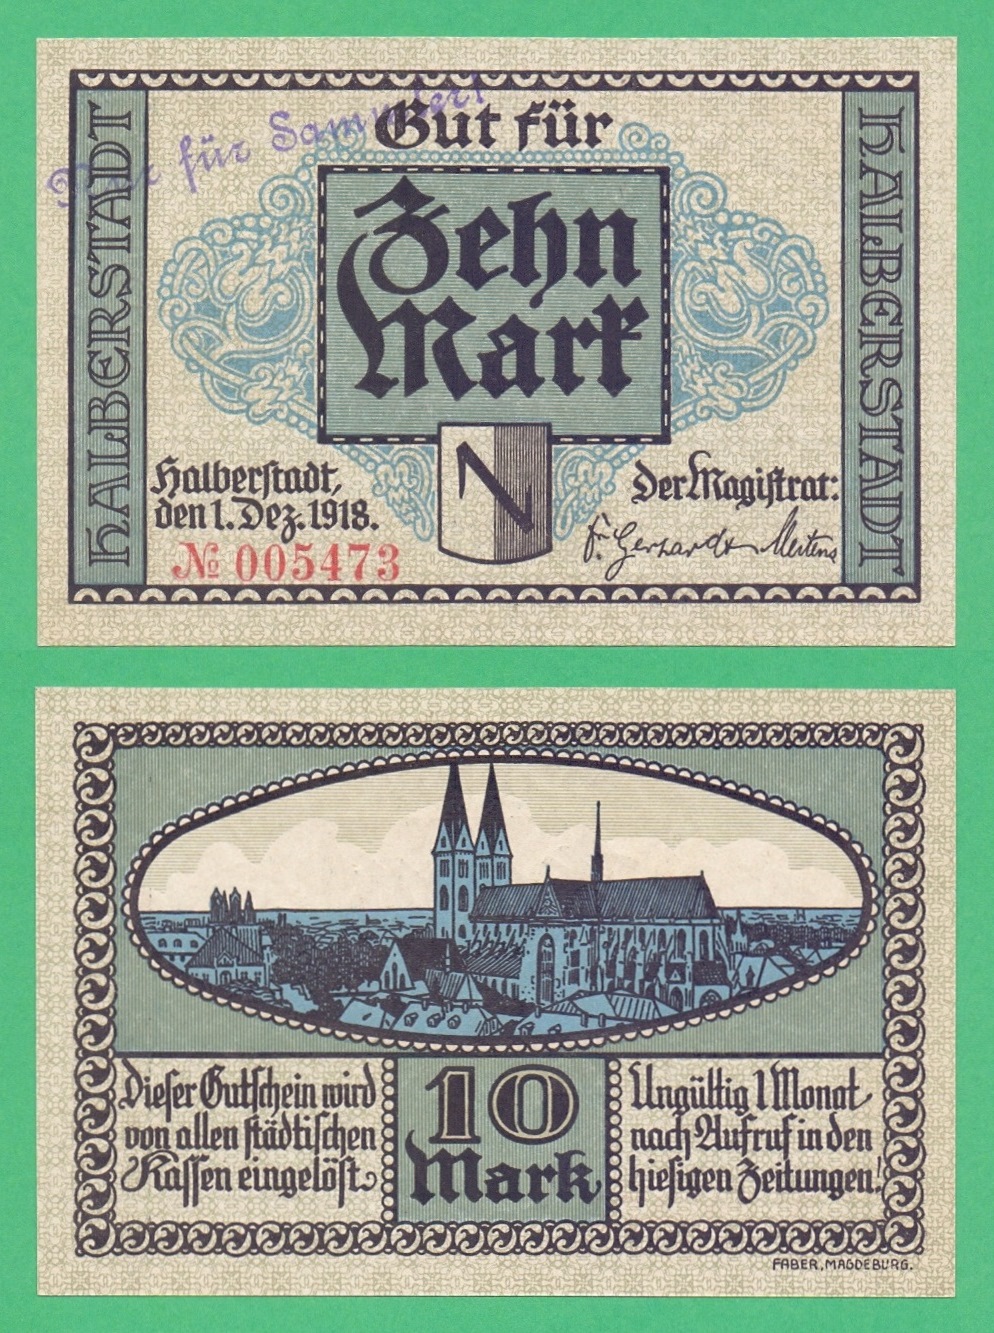 Nur für Sammler!
Gut für
HALBERSTADT
Zehn
Mark
HALBERSTADT
Halberstadt,
den 1. Dez. 1918.
№ 005473
Der Magistrat:
Fr. Gerhardt Mertens
Dieser Gutschein wird
von allen städtischen
Kassen eingelöst.
10
Mark
Ungültig 1 Monat
nach Aufruf in den
hiesigen Zeitungen!
FABER, MAGDEBURG.